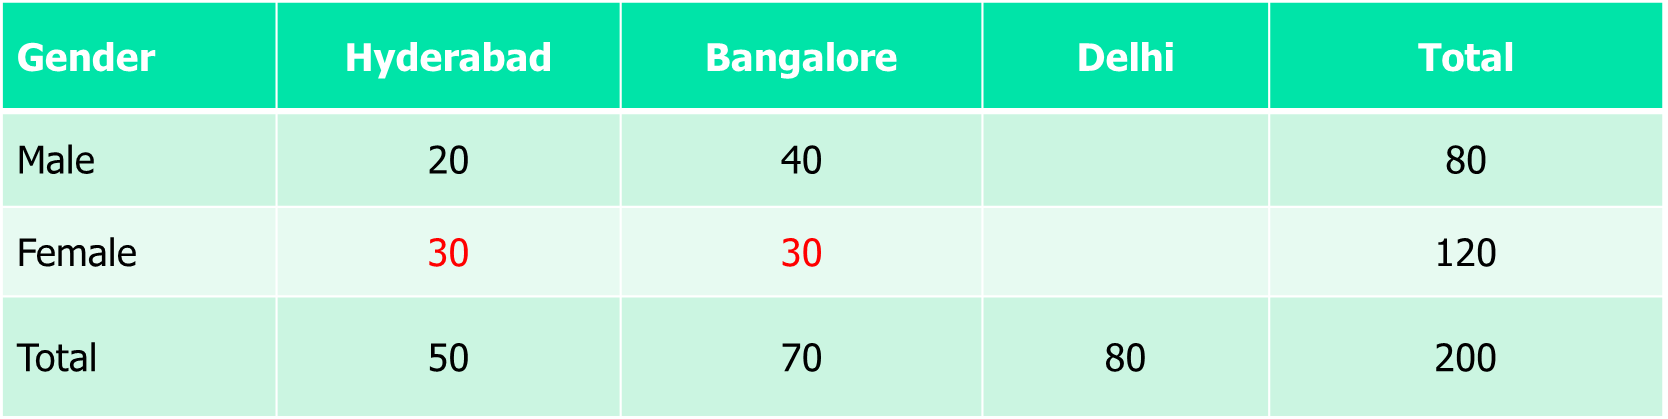 Gender Hyderabad Bangalore Delhi Total
Male 20 40 80
Female 30 30 120
Total 50 70 80 200